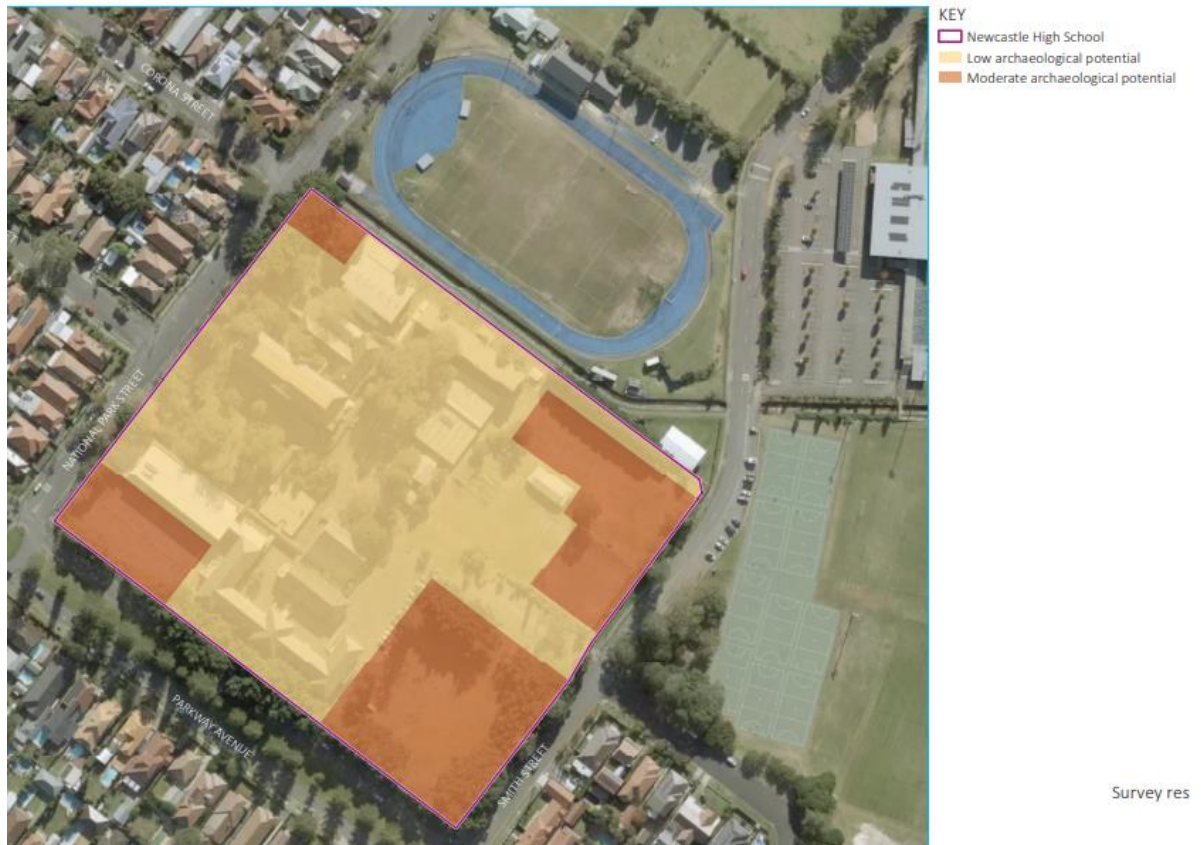 KEY
Newcastle High School
Low archaeological potential
Moderate archaeological potential
CORONA STREET
NATIONAL PARK STREET
PARKWAY AVENUE
SMITH STREET
Survey res